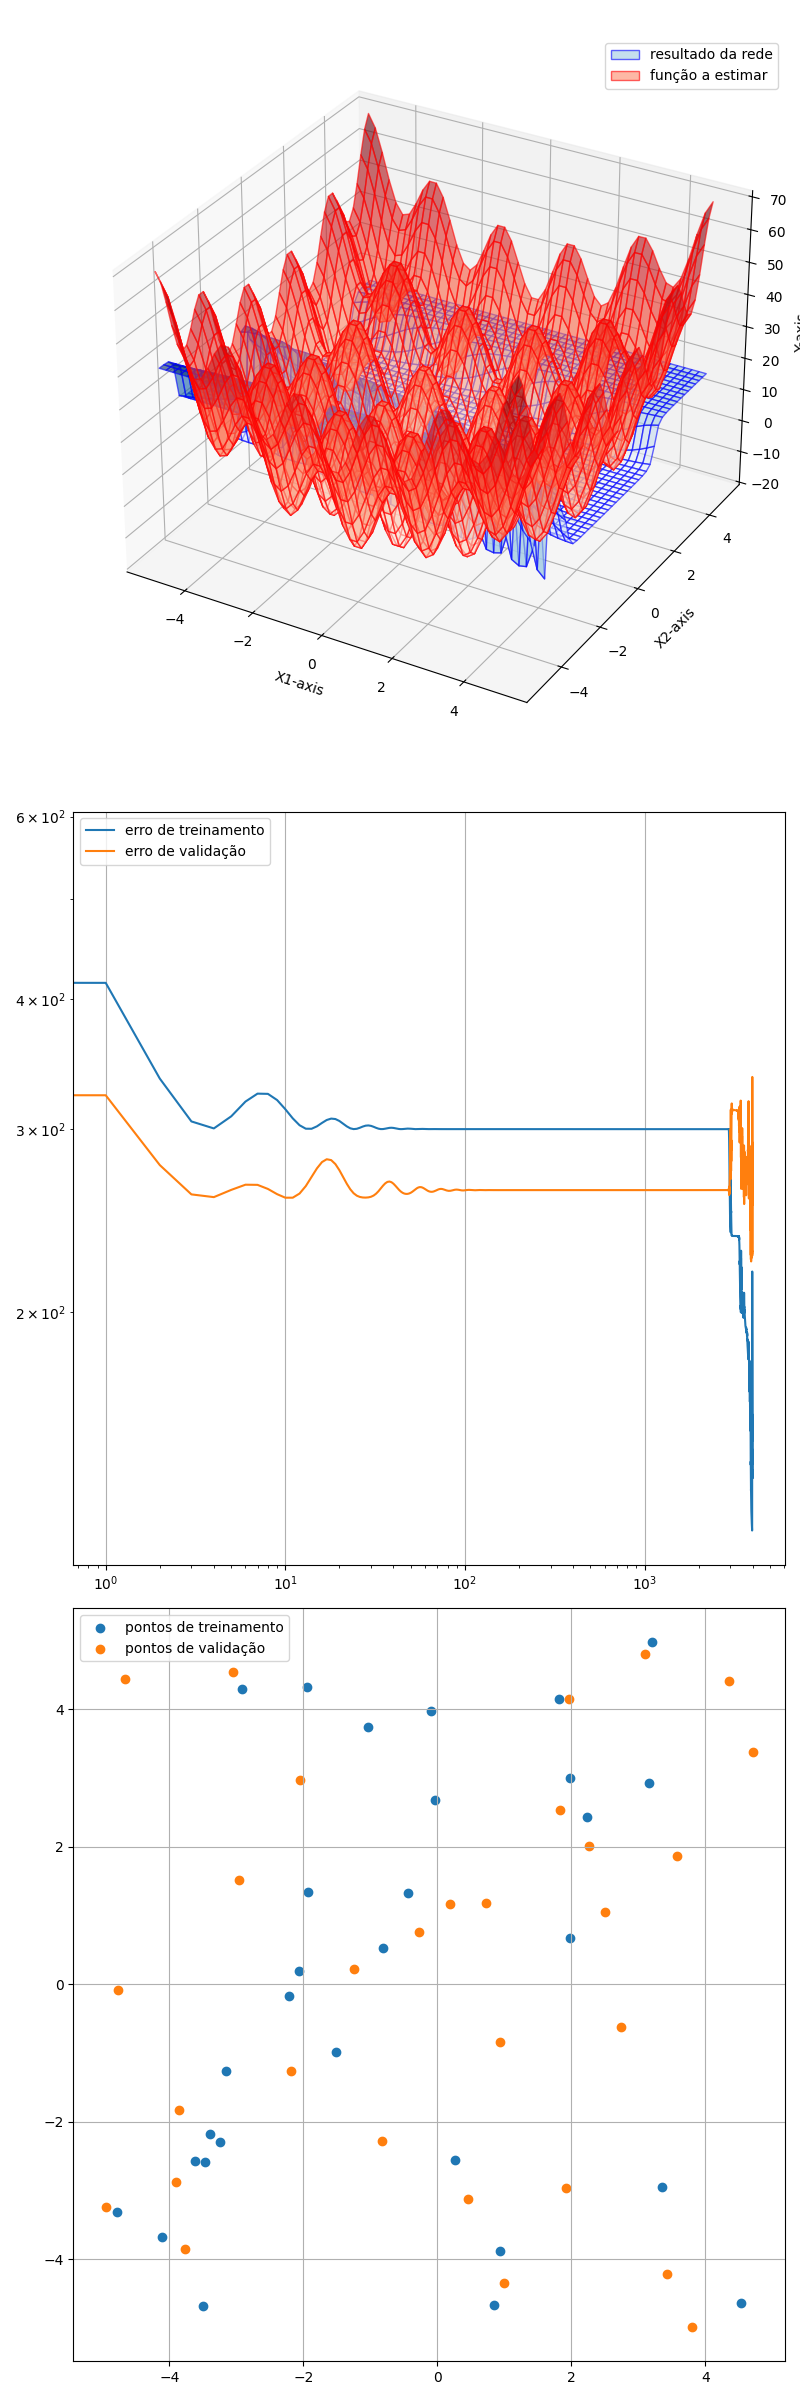 resultado da rede
função a estimar
70
60
50
40
30
20
10
0
−10
−20
−4
−2
0
2
4
X1-axis
−4
−2
0
2
4
X2-axis
6 × 10²
4 × 10²
3 × 10²
2 × 10²
erro de treinamento
erro de validação
10⁰
10¹
10²
10³
pontos de treinamento
pontos de validação
4
2
0
−2
−4
−4
−2
0
2
4